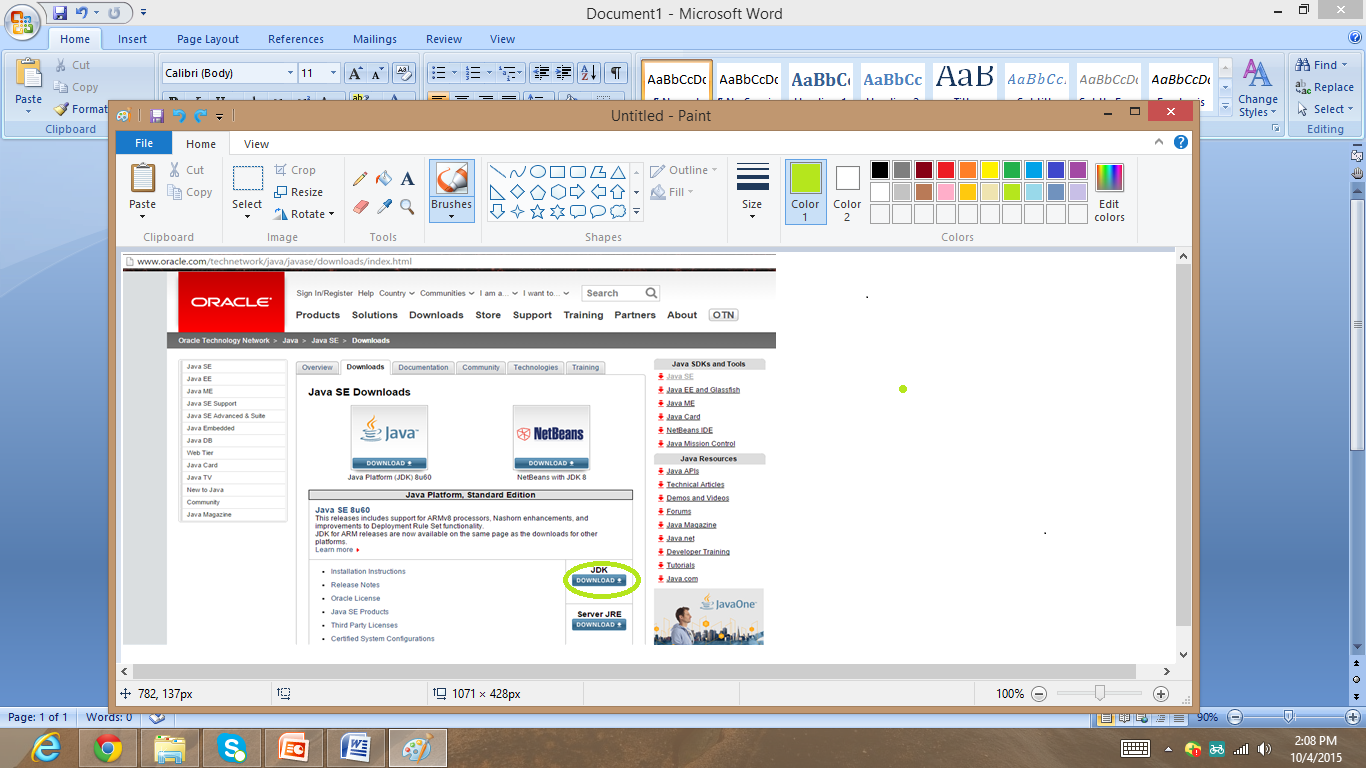 Document1 - Microsoft Word
Home Insert Page Layout References Mailings Review View
Paste
Cut
Copy
Format
Clipboard
Calibri (Body) 11
AaBbCcDc AaBbCcDc AaBbCc AaBbCc AaB AaBbCc. AaBbCcDc AaBbCcDc
Change
Styles
Find
Replace
Select
Editing
Untitled - Paint
File Home View
Paste
Cut
Copy
Clipboard
Select
Crop
Resize
Rotate
Image
A
Tools
Brushes
Outline
Fill
Shapes
Size
Color
1
Color
2
Edit
colors
Colors
www.oracle.com/technetwork/java/javase/downloads/index.html
ORACLE
Sign In/Register Help Country Communities I am a... I want to... Search
Products Solutions Downloads Store Support Training Partners About OTN
Oracle Technology Network > Java > Java SE > Downloads
Java SE
Java EE
Java ME
Java SE Support
Java SE Advanced & Suite
Java Embedded
Java DB
Web Tier
Java Card
Java TV
New to Java
Community
Java Magazine
Overview Downloads Documentation Community Technologies Training
Java SE Downloads
Java NetBeans
DOWNLOAD DOWNLOAD
Java Platform (JDK) 8u60 NetBeans with JDK 8
Java Platform, Standard Edition
Java SE 8u60
This releases includes support for ARMv8 processors, Nashorn enhancements, and
improvements to Deployment Rule Set functionality.
JDK for ARM releases are now available on the same page as the downloads for other
platforms.
Learn more
Installation Instructions
Release Notes
Oracle License
Java SE Products
Third Party Licenses
Certified System Configurations
JDK
DOWNLOAD
Server JRE
DOWNLOAD
Java SDKs and Tools
Java SE
Java EE and Glassfish
Java ME
Java Card
NetBeans IDE
Java Mission Control
Java Resources
Java APIs
Technical Articles
Demos and Videos
Forums
Java Magazine
Java.net
Developer Training
Tutorials
Java.com
JavaOne
782, 137px 1071 × 428px 100%
Page: 1 of 1 Words: 0 90%
2:08 PM
10/4/2015